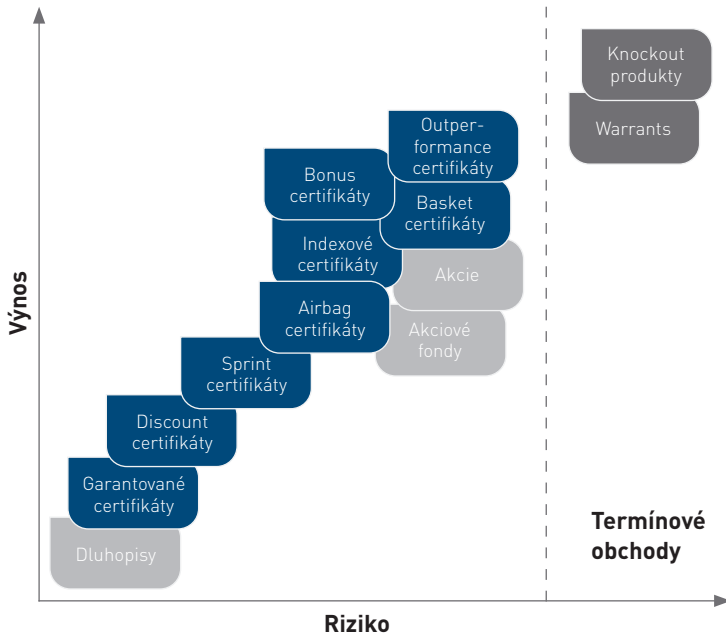 Knockout
produkty
Warrants
Outper-
formance
certifikáty
Bonus
certifikáty
Basket
certifikáty
Indexové
certifikáty
Akcie
Airbag
certifikáty
Akciové
fondy
Sprint
certifikáty
Discount
certifikáty
Garantované
certifikáty
Dluhopisy
Termínové
obchody
Výnos
Riziko